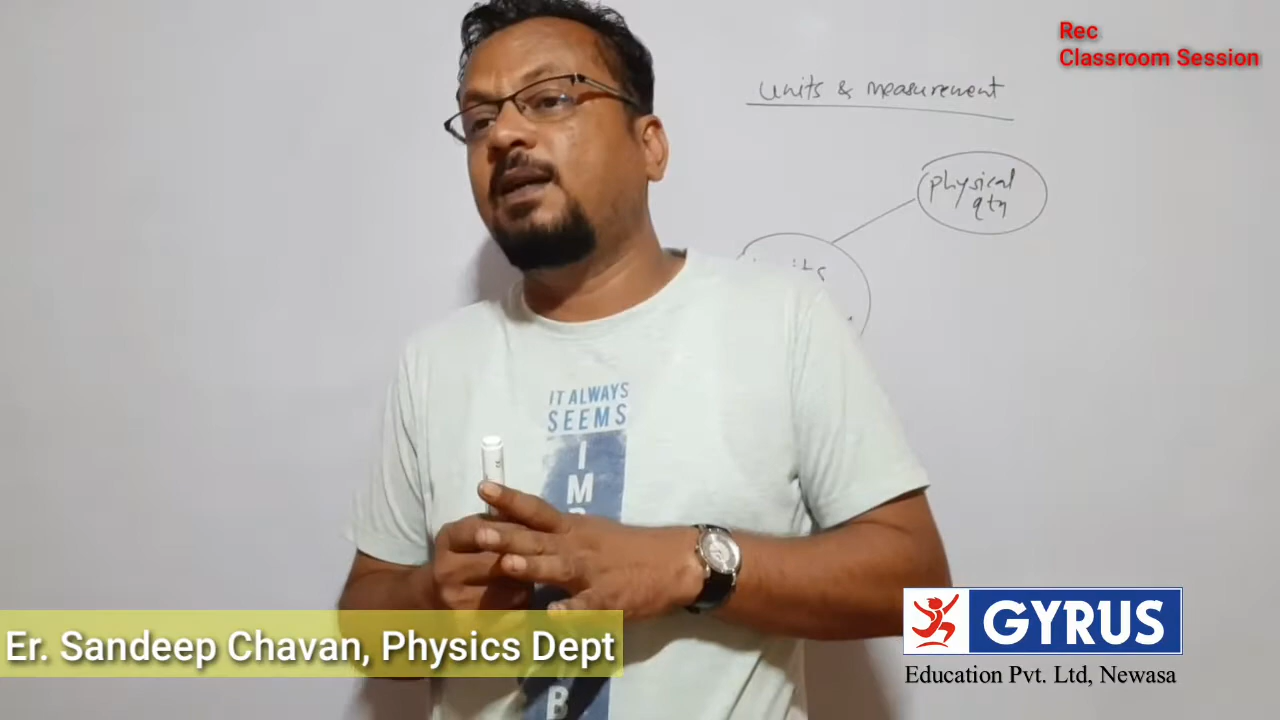 Rec
Classroom Session
Units & measurement
physical
qty
IT ALWAYS
SEEMS
I
M
B
Er. Sandeep Chavan, Physics Dept
GYRUS
Education Pvt. Ltd, Newasa